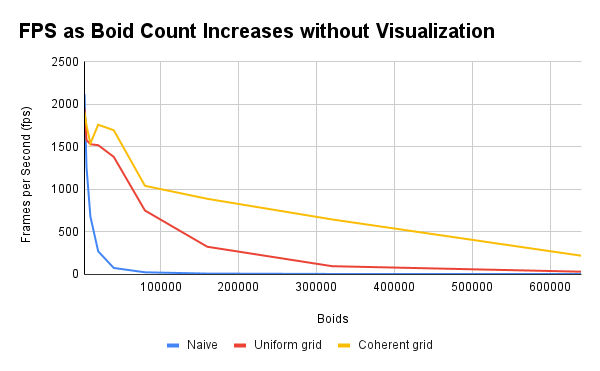 FPS as Boid Count Increases without Visualization
2500
2000
1500
1000
500
0
Frames per Second (fps)
100000 200000 300000 400000 500000 600000
Boids
Naive Uniform grid Coherent grid